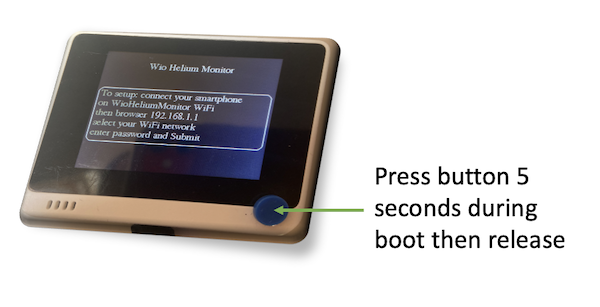 Wio Helium Monitor
To setup: connect your smartphone
on WioHeliumMonitor WiFi
then browser 192.168.1.1
select your WiFi network
enter password and Submit
Press button 5
seconds during
boot then release